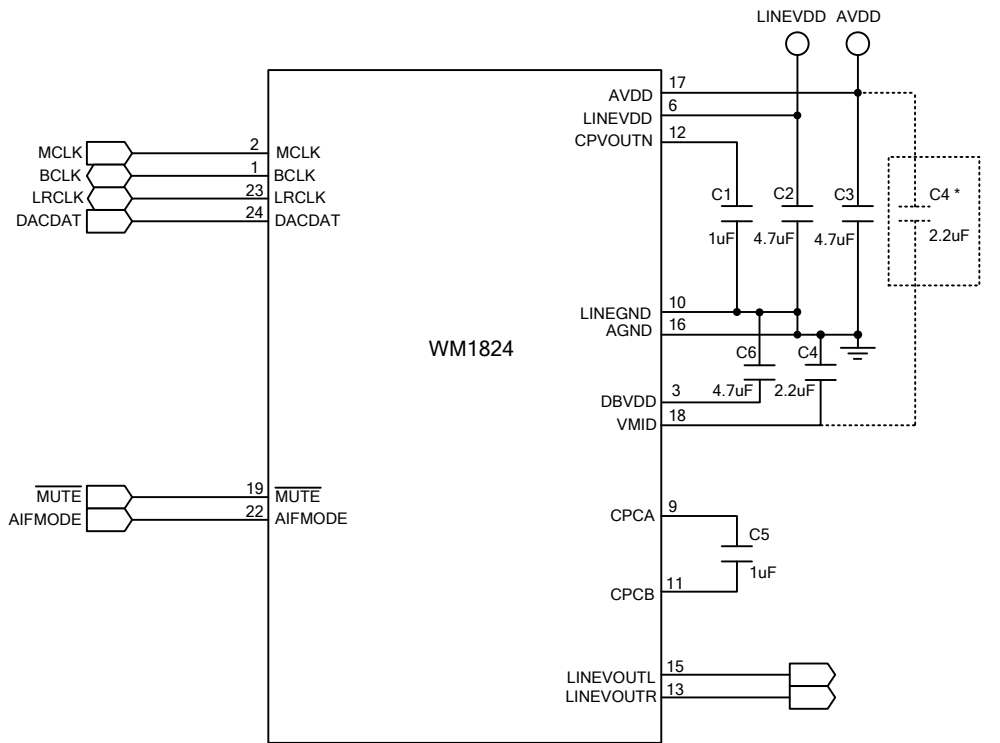 LINEVDD AVDD
17
AVDD
6
LINEVDD
12
CPVOUTN
MCLK 2 MCLK
BCLK 1 BCLK
LRCLK 23 LRCLK
DACDAT 24 DACDAT
C1 C2 C3 C4 *
1uF 4.7uF 4.7uF 2.2uF
10
LINEGND
16
AGND
WM1824
C6 C4
4.7uF 2.2uF
3
DBVDD
18
VMID
MUTE 19 MUTE
AIFMODE 22 AIFMODE
9
CPCA
C5
1uF
11
CPCB
15
LINEVOUTL
13
LINEVOUTR